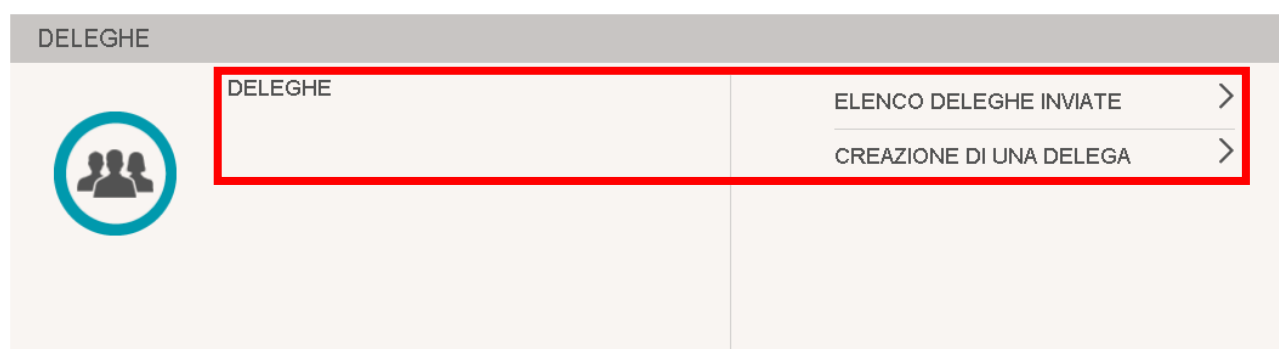 DELEGHE
DELEGHE
ELENCO DELEGHE INVIATE
CREAZIONE DI UNA DELEGA